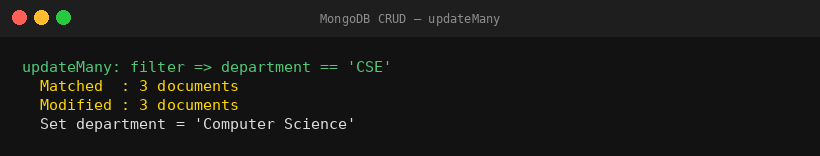 MongoDB CRUD — updateMany
updateMany: filter => department == 'CSE'
  Matched  : 3 documents
  Modified : 3 documents
  Set department = 'Computer Science'